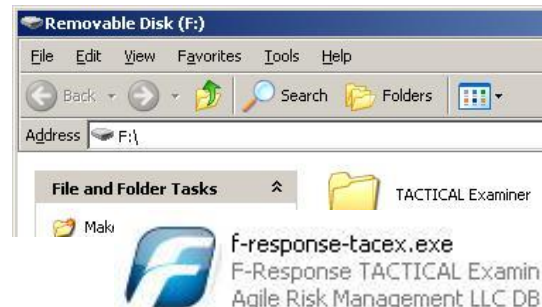 Removable Disk (F:)
File Edit View Favorites Tools Help
Back Search Folders
Address F:\
File and Folder Tasks
TACTICAL Examiner
f-response-tacex.exe
F-Response TACTICAL Examin
Agile Risk Management LLC DB